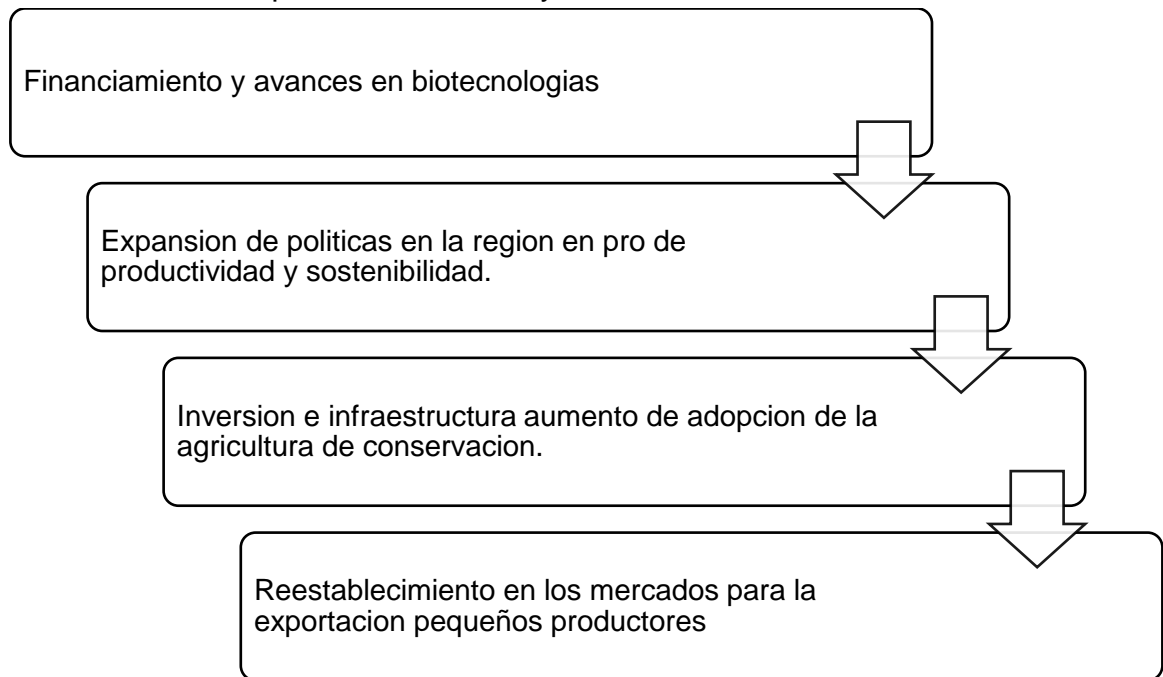 Financiamiento y avances en biotecnologias
Expansion de politicas en la region en pro de
productividad y sostenibilidad.
Inversion e infraestructura aumento de adopcion de la
agricultura de conservacion.
Reestablecimiento en los mercados para la
exportacion pequeños productores